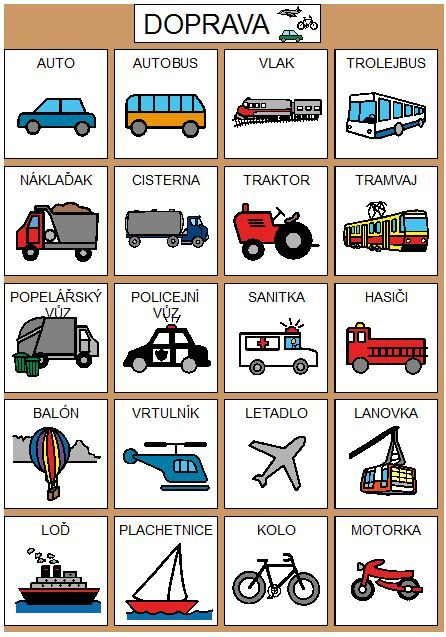 DOPRAVA
AUTO
AUTOBUS
VLAK
TROLEJBUS
NÁKLAĎAK
CISTERNA
TRAKTOR
TRAMVAJ
POPELÁŘSKÝ
VŮZ
POLICEJNÍ
VŮZ
SANITKA
HASIČI
BALÓN
VRTULNÍK
LETADLO
LANOVKA
LOĎ
PLACHETNICE
KOLO
MOTORKA